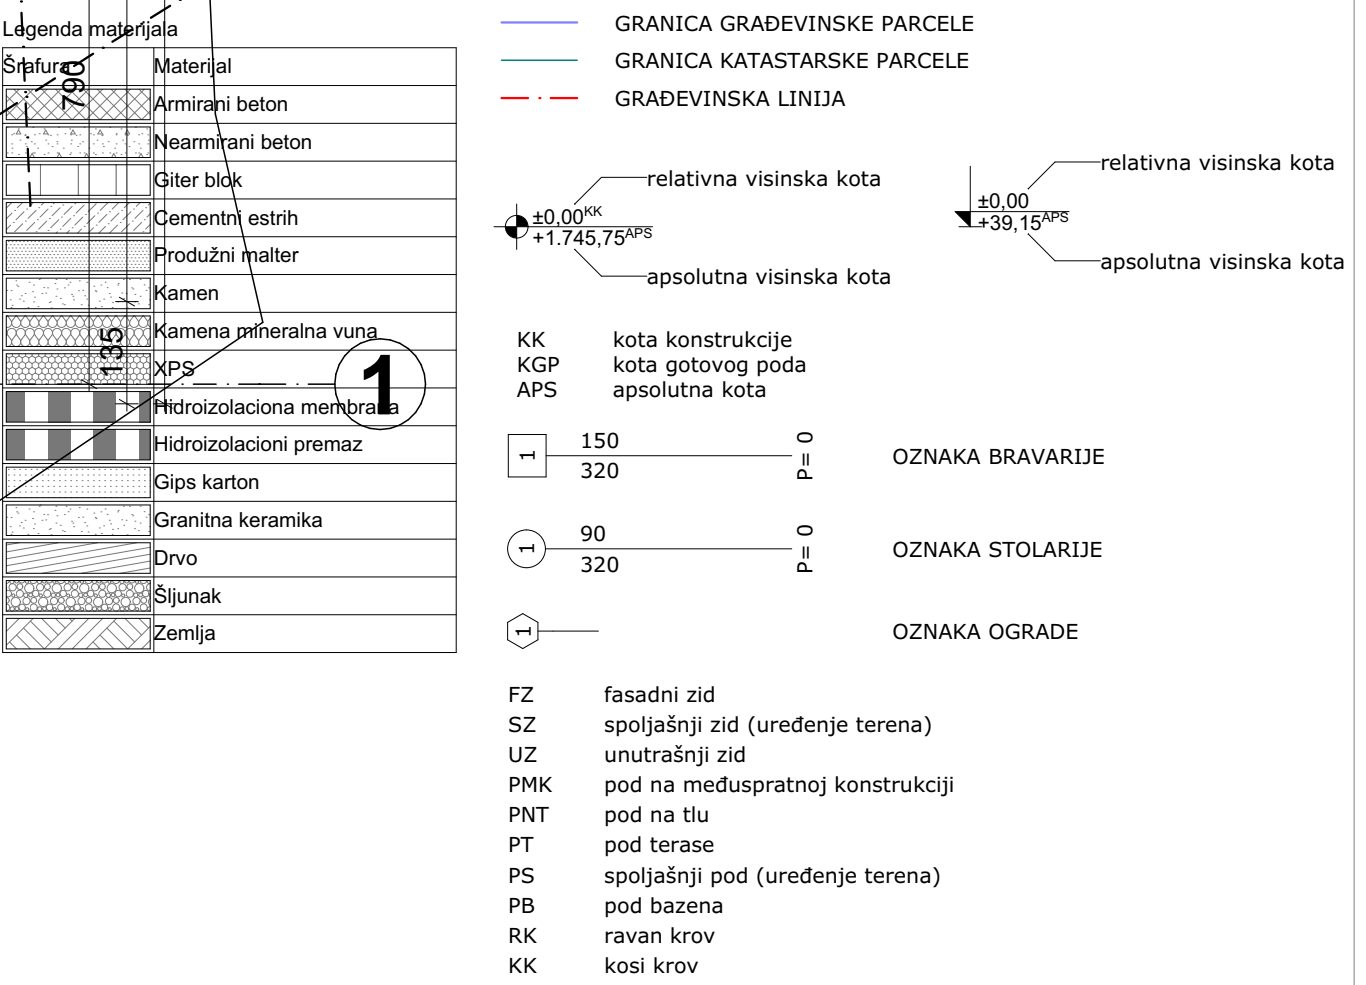 Legenda materijala
Šrafura Materijal
Armirani beton
Nearmirani beton
Giter blok
Cementni estrih
Produžni malter
Kamen
Kamena mineralna vuna
XPS
Hidroizolaciona membrana
Hidroizolacioni premaz
Gips karton
Granitna keramika
Drvo
Šljunak
Zemlja
790
135
1
GRANICA GRAĐEVINSKE PARCELE
GRANICA KATASTARSKE PARCELE
GRAĐEVINSKA LINIJA
relativna visinska kota
±0,00KK
+1.745,75APS
apsolutna visinska kota
relativna visinska kota
±0,00
+39,15APS
apsolutna visinska kota
KK kota konstrukcije
KGP kota gotovog poda
APS apsolutna kota
1 150 320 P= 0 OZNAKA BRAVARIJE
1 90 320 P= 0 OZNAKA STOLARIJE
1 OZNAKA OGRADE
FZ fasadni zid
SZ spoljašnji zid (uređenje terena)
UZ unutrašnji zid
PMK pod na međuspratnoj konstrukciji
PNT pod na tlu
PT pod terase
PS spoljašnji pod (uređenje terena)
PB pod bazena
RK ravan krov
KK kosi krov